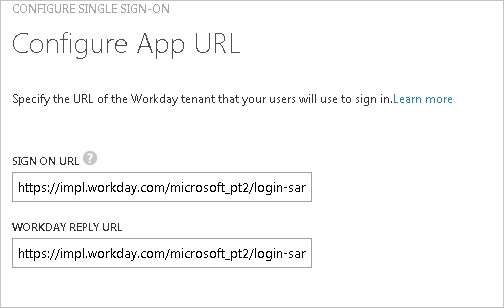 CONFIGURE SINGLE SIGN-ON
Configure App URL
Specify the URL of the Workday tenant that your users will use to sign in.Learn more
SIGN ON URL ?
https://impl.workday.com/microsoft_pt2/login-sar
WORKDAY REPLY URL
https://impl.workday.com/microsoft_pt2/login-sar